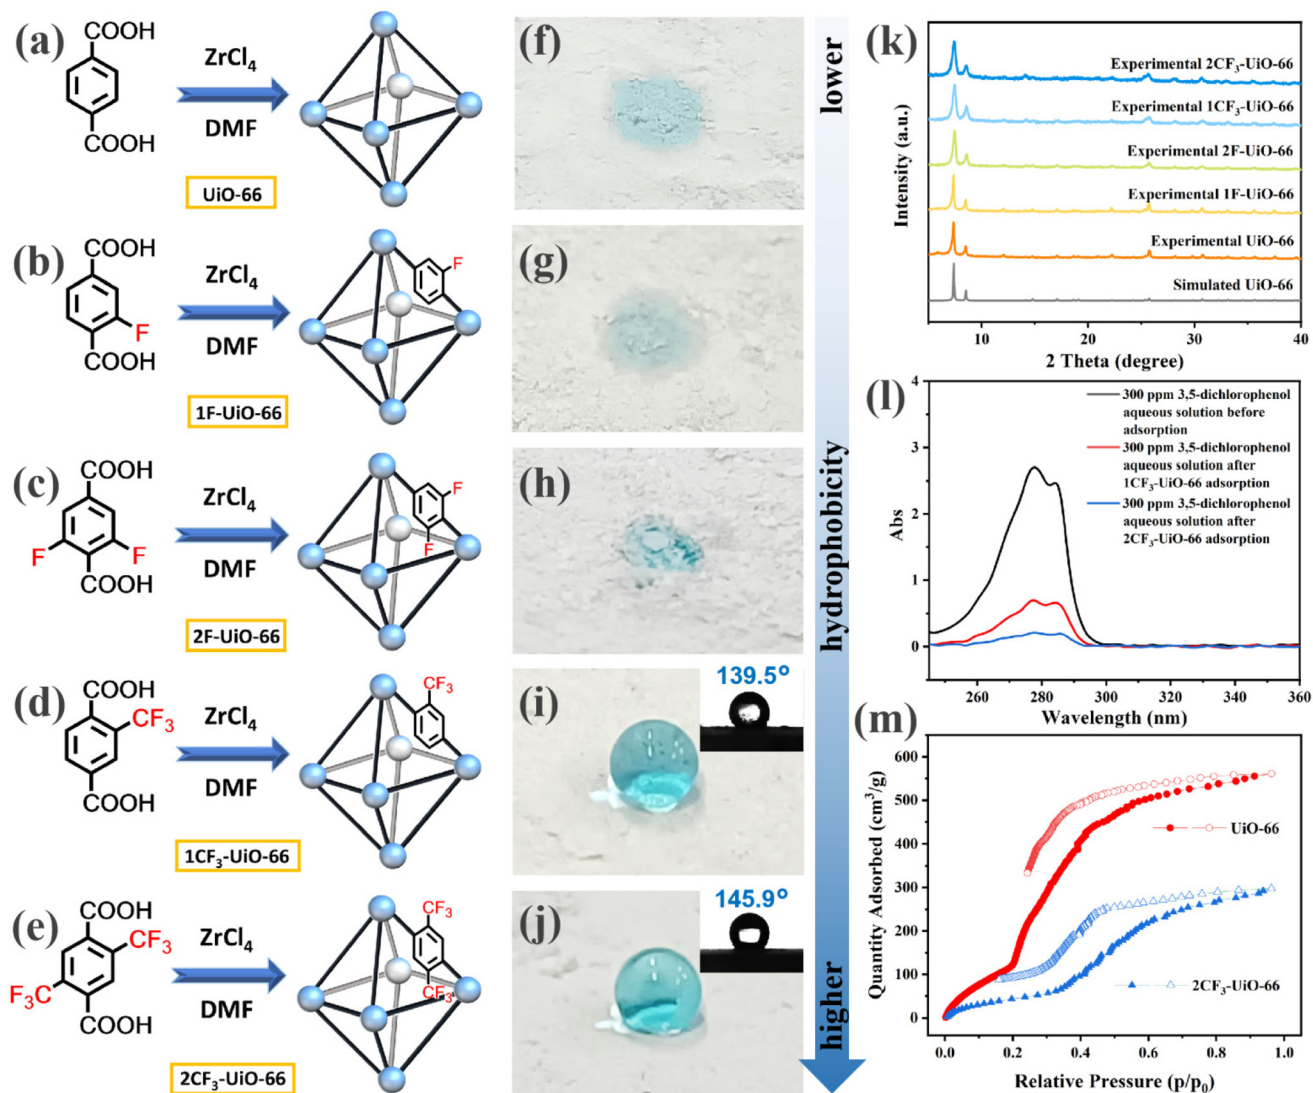 (a)
COOH
COOH
ZrCl4
DMF
UiO-66
(b)
COOH
F
COOH
ZrCl4
DMF
F
1F-UiO-66
(c)
COOH
F
F
COOH
ZrCl4
DMF
F
F
2F-UiO-66
(d)
COOH
CF3
COOH
ZrCl4
DMF
CF3
1CF3-UiO-66
(e)
COOH
CF3
F3C
COOH
ZrCl4
DMF
CF3
CF3
2CF3-UiO-66
(f)
(g)
(h)
(i)
139.5°
(j)
145.9°
lower
hydrophobicity
higher
(k)
Experimental 2CF3-UiO-66
Experimental 1CF3-UiO-66
Experimental 2F-UiO-66
Experimental 1F-UiO-66
Experimental UiO-66
Simulated UiO-66
Intensity (a.u.)
10 20 30 40
2 Theta (degree)
(l)
300 ppm 3,5-dichlorophenol
aqueous solution before
adsorption
300 ppm 3,5-dichlorophenol
aqueous solution after
1CF3-UiO-66 adsorption
300 ppm 3,5-dichlorophenol
aqueous solution after
2CF3-UiO-66 adsorption
Abs
4
3
2
1
0
260 280 300 320 340 360
Wavelength (nm)
(m)
UiO-66
2CF3-UiO-66
Quantity Adsorbed (cm³/g)
600
500
400
300
200
100
0
0.0 0.2 0.4 0.6 0.8 1.0
Relative Pressure (p/p0)